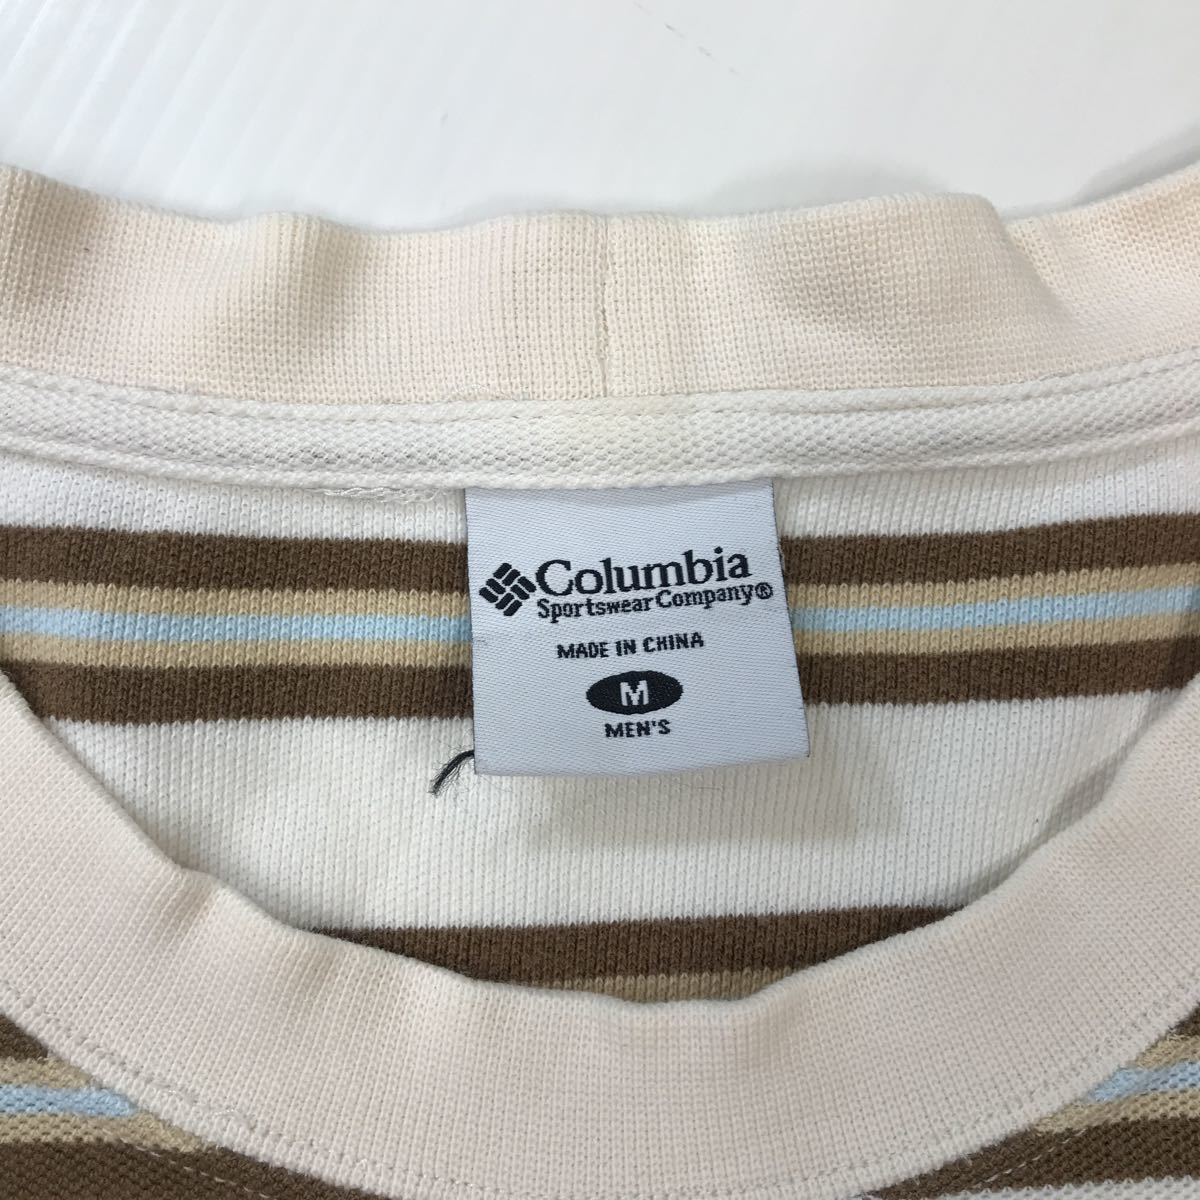 Columbia
Sportswear Company®
MADE IN CHINA
M
MEN'S